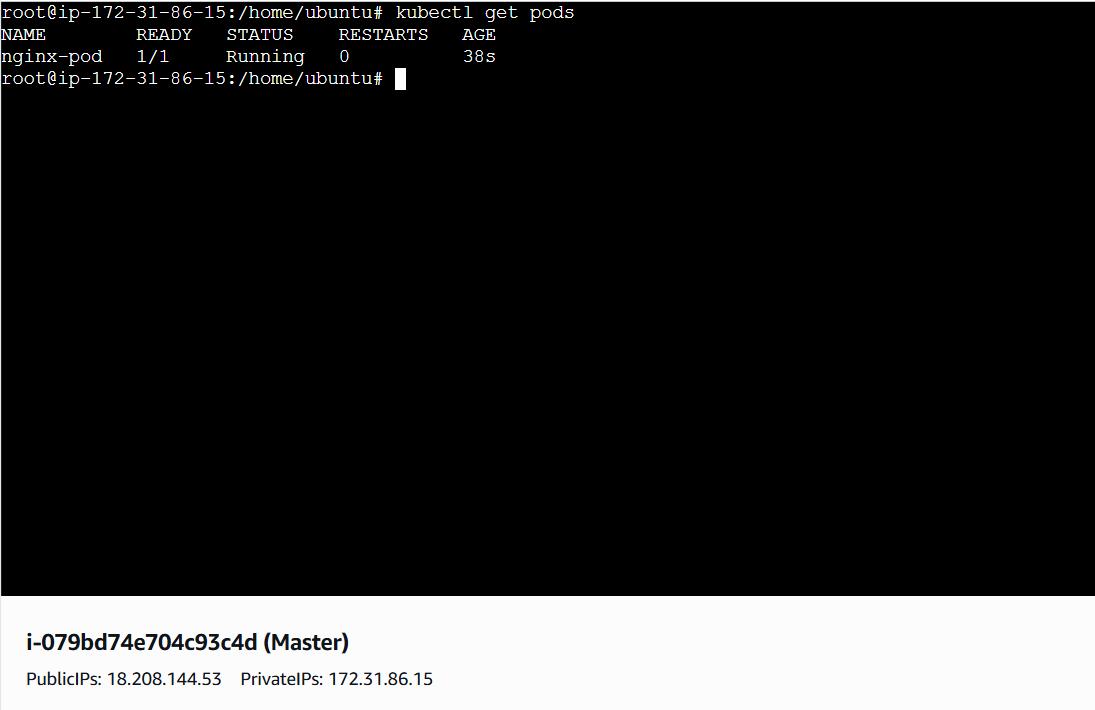 root@ip-172-31-86-15:/home/ubuntu# kubectl get pods
NAME        READY   STATUS    RESTARTS   AGE
nginx-pod   1/1     Running   0          38s
root@ip-172-31-86-15:/home/ubuntu#
i-079bd74e704c93c4d (Master)
PublicIPs: 18.208.144.53    PrivateIPs: 172.31.86.15